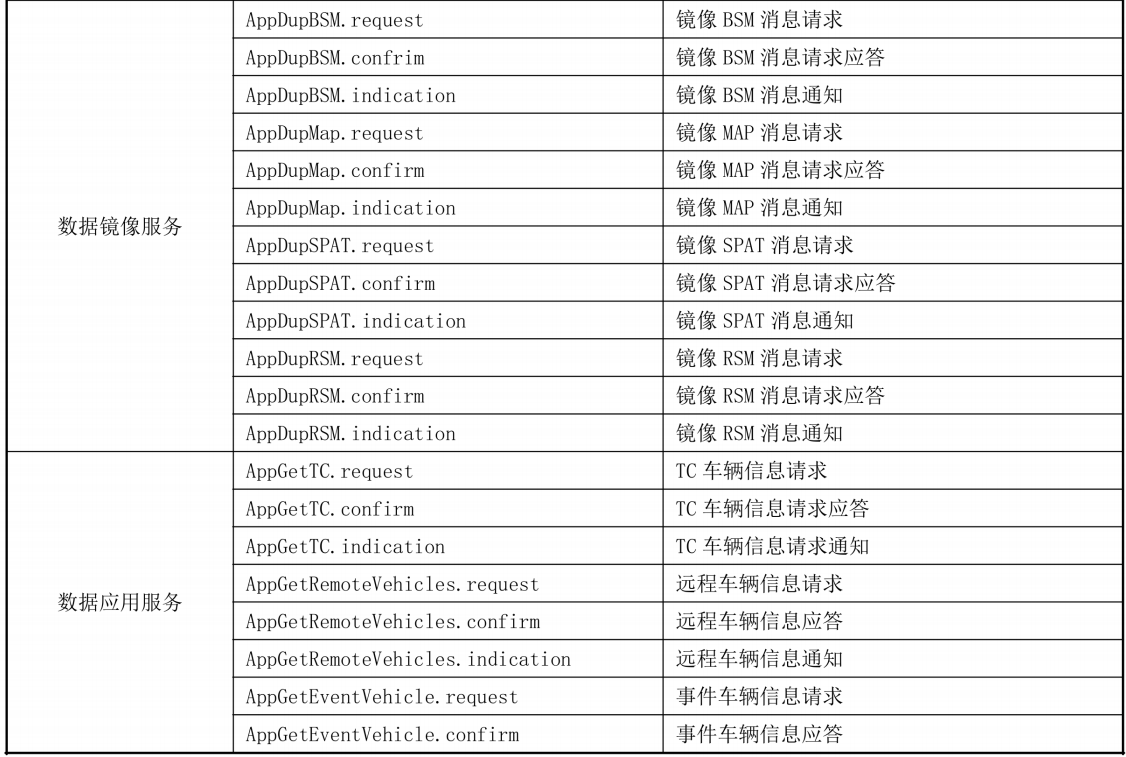 AppDupBSM.request 镜像 BSM 消息请求
AppDupBSM.confrim 镜像 BSM 消息请求应答
AppDupBSM.indication 镜像 BSM 消息通知
AppDupMap.request 镜像 MAP 消息请求
AppDupMap.confirm 镜像 MAP 消息请求应答
AppDupMap.indication 镜像 MAP 消息通知
数据镜像服务
AppDupSPAT.request 镜像 SPAT 消息请求
AppDupSPAT.confirm 镜像 SPAT 消息请求应答
AppDupSPAT.indication 镜像 SPAT 消息通知
AppDupRSM.request 镜像 RSM 消息请求
AppDupRSM.confirm 镜像 RSM 消息请求应答
AppDupRSM.indication 镜像 RSM 消息通知
AppGetTC.request TC 车辆信息请求
AppGetTC.confirm TC 车辆信息请求应答
AppGetTC.indication TC 车辆信息请求通知
AppGetRemoteVehicles.request 远程车辆信息请求
数据应用服务
AppGetRemoteVehicles.confirm 远程车辆信息应答
AppGetRemoteVehicles.indication 远程车辆信息通知
AppGetEventVehicle.request 事件车辆信息请求
AppGetEventVehicle.confirm 事件车辆信息应答